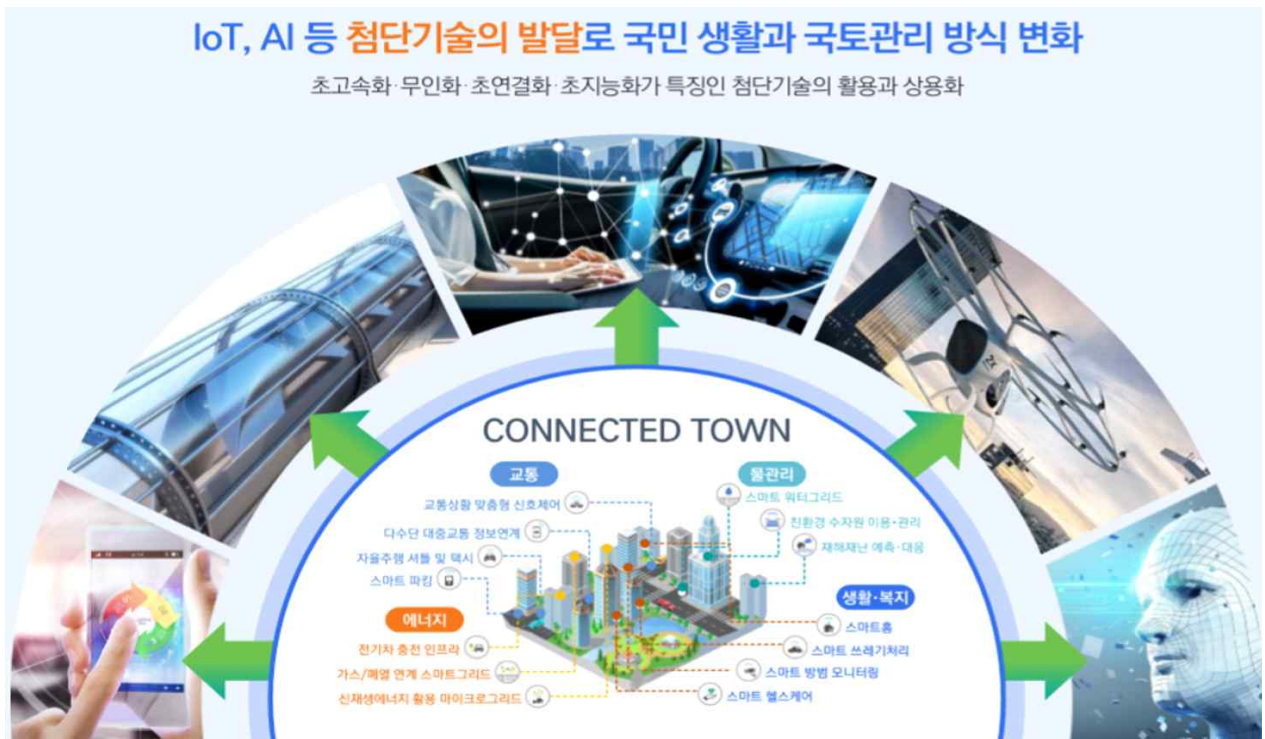 IoT, AI 등 첨단기술의 발달로 국민 생활과 국토관리 방식 변화
초고속화·무인화·초연결화·초지능화가 특징인 첨단기술의 활용과 상용화
CONNECTED TOWN
교통
교통상황 맞춤형 신호제어
다수단 대중교통 정보연계
자율주행 셔틀 및 택시
스마트 파킹
물관리
스마트 워터그리드
친환경 수자원 이용·관리
재해재난 예측·대응
에너지
전기차 충전 인프라
가스/폐열 연계 스마트그리드
신재생에너지 활용 마이크로그리드
생활·복지
스마트홈
스마트 쓰레기처리
스마트 방범 모니터링
스마트 헬스케어